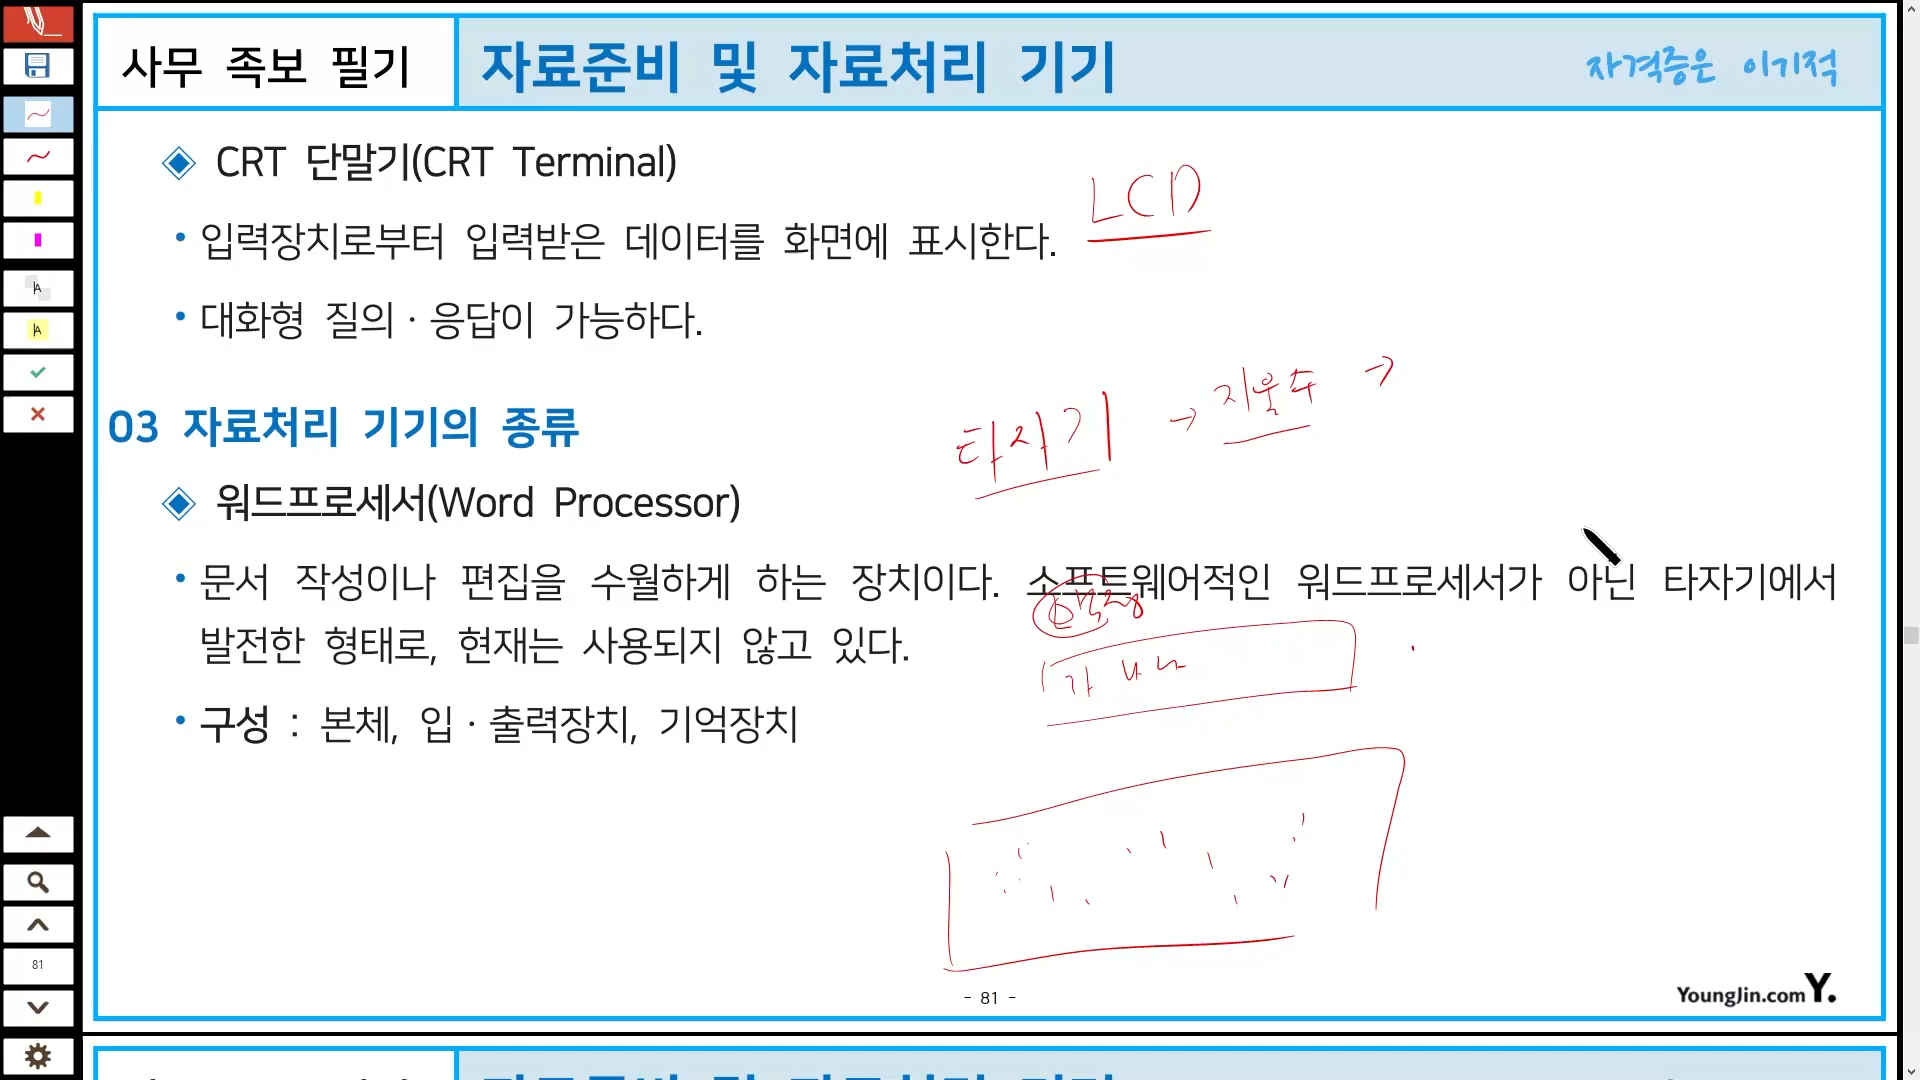 사무 족보 필기
자료준비 및 자료처리 기기
자격증은 이기적
◈ CRT 단말기(CRT Terminal)
LCD
• 입력장치로부터 입력받은 데이터를 화면에 표시한다.
• 대화형 질의·응답이 가능하다.
03 자료처리 기기의 종류
타자기 → 지울수 →
◈ 워드프로세서(Word Processor)
• 문서 작성이나 편집을 수월하게 하는 장치이다. 소프트웨어적인 워드프로세서가 아닌 타자기에서
발전한 형태로, 현재는 사용되지 않고 있다.
• 구성 : 본체, 입·출력장치, 기억장치
- 81 -
YoungJin.com Y.
81